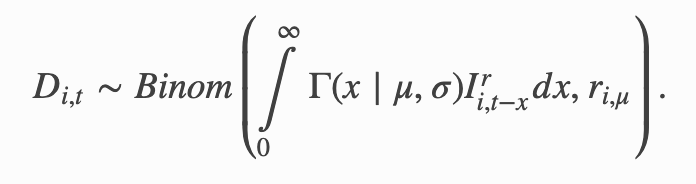 D_{i,t} ~ Binom ( ∫_0^∞ Γ(x | μ, σ) I^r_{i,t−x} dx, r_{i,μ} ) .